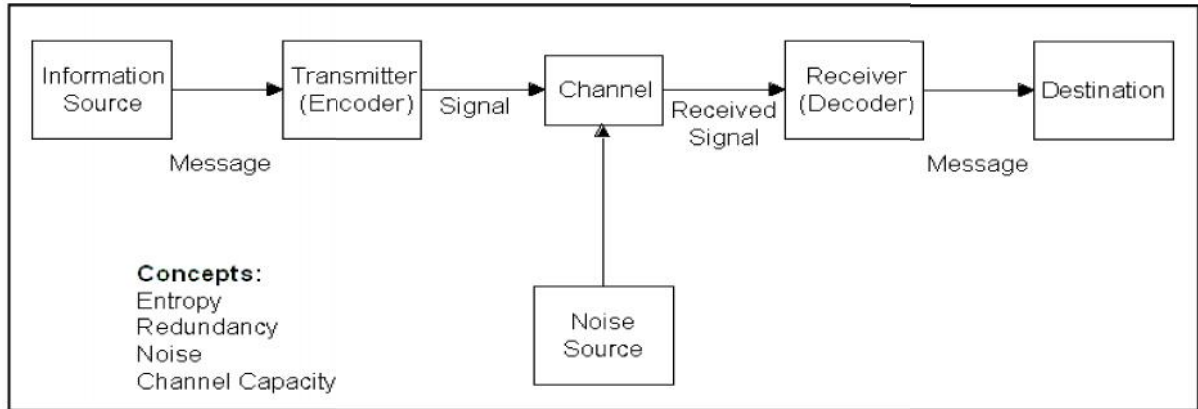 Information
Source
Message
Transmitter
(Encoder)
Signal
Channel
Received
Signal
Receiver
(Decoder)
Message
Destination
Noise
Source
Concepts:
Entropy
Redundancy
Noise
Channel Capacity